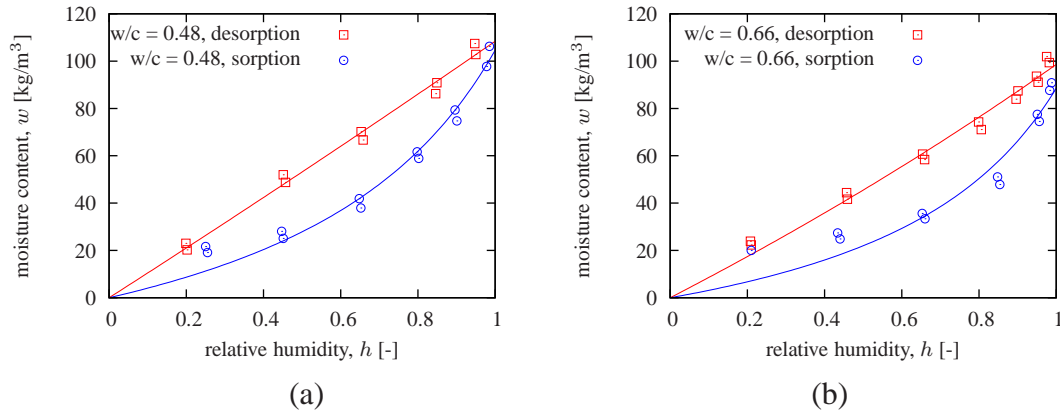 120
100
80
60
40
20
0
moisture content, w [kg/m³]
w/c = 0.48, desorption
w/c = 0.48, sorption
0 0.2 0.4 0.6 0.8 1
relative humidity, h [-]
(a)
120
100
80
60
40
20
0
moisture content, w [kg/m³]
w/c = 0.66, desorption
w/c = 0.66, sorption
0 0.2 0.4 0.6 0.8 1
relative humidity, h [-]
(b)